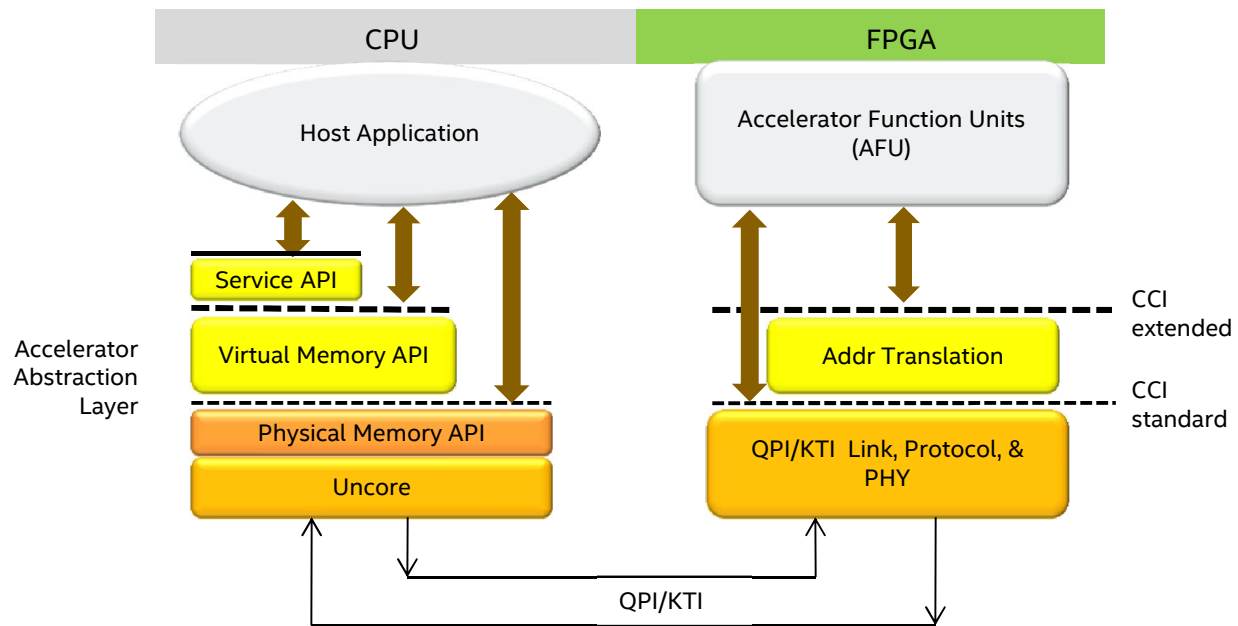 CPU
FPGA
Host Application
Accelerator Function Units
(AFU)
Service API
CCI
extended
Accelerator
Abstraction
Layer
Virtual Memory API
Addr Translation
CCI
standard
Physical Memory API
QPI/KTI Link, Protocol, &
PHY
Uncore
QPI/KTI